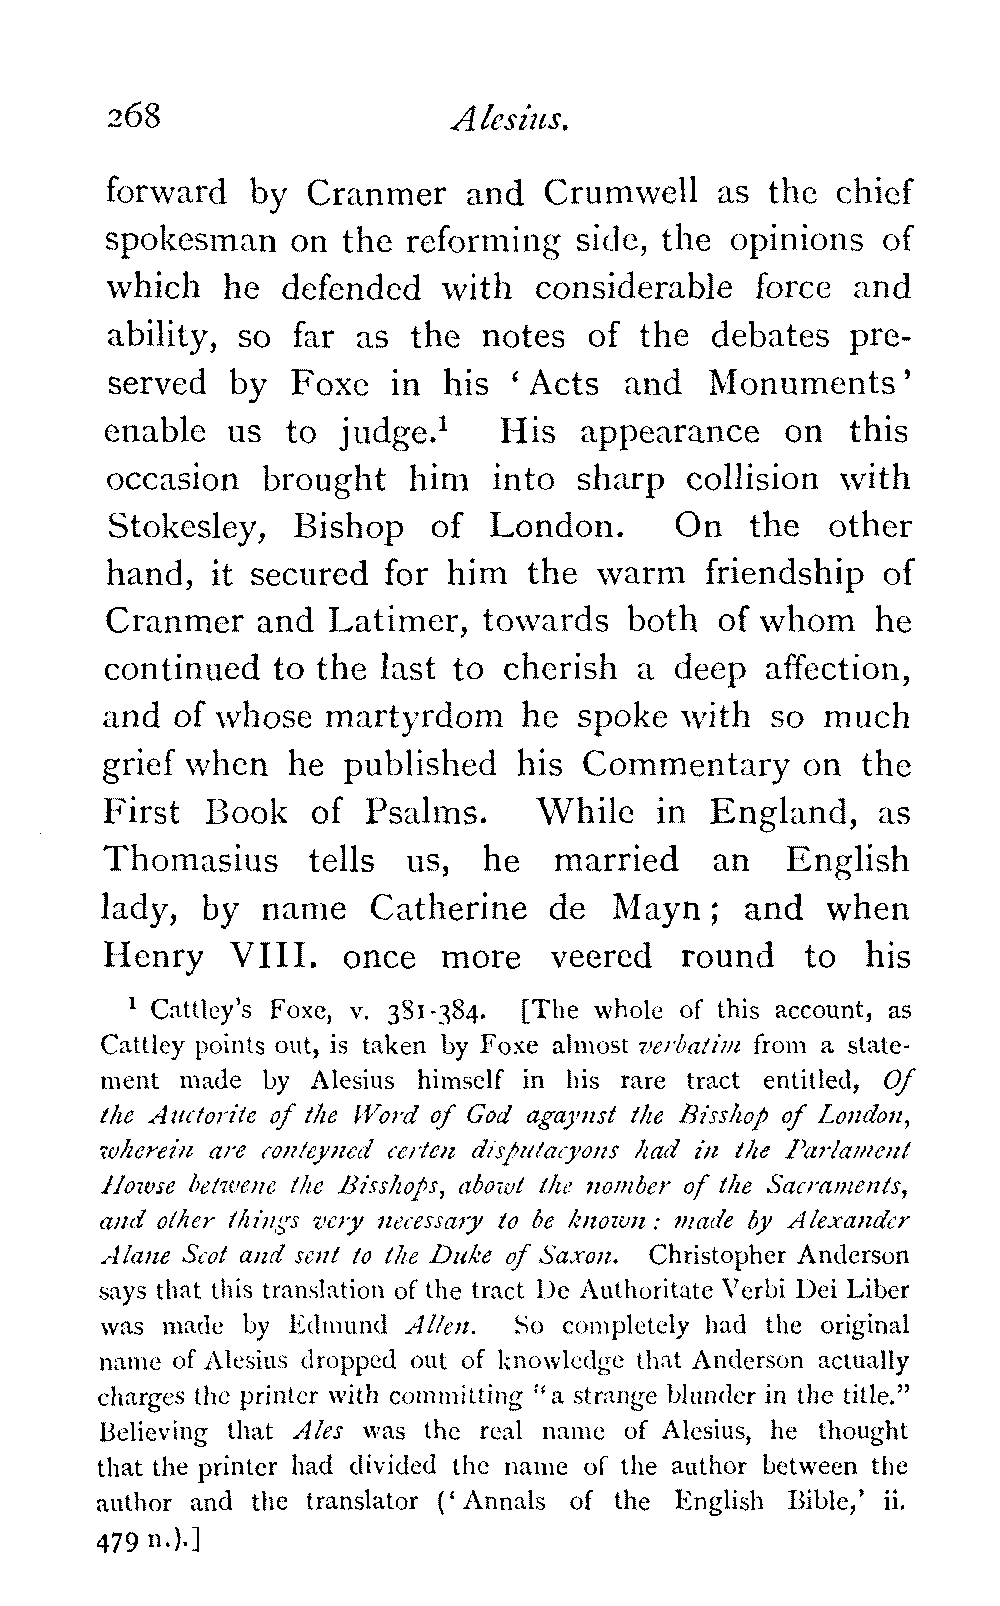 268 Alesius.
forward by Cranmer and Crumwell as the chief
spokesman on the reforming side, the opinions of
which he defended with considerable force and
ability, so far as the notes of the debates pre-
served by Foxe in his ‘Acts and Monuments’
enable us to judge.¹ His appearance on this
occasion brought him into sharp collision with
Stokesley, Bishop of London. On the other
hand, it secured for him the warm friendship of
Cranmer and Latimer, towards both of whom he
continued to the last to cherish a deep affection,
and of whose martyrdom he spoke with so much
grief when he published his Commentary on the
First Book of Psalms. While in England, as
Thomasius tells us, he married an English
lady, by name Catherine de Mayn; and when
Henry VIII. once more veered round to his
¹ Cattley's Foxe, v. 381-384. [The whole of this account, as
Cattley points out, is taken by Foxe almost verbatim from a state-
ment made by Alesius himself in his rare tract entitled, Of
the Auctorite of the Word of God agaynst the Bisshop of London,
wherein are conteyned certen disputacyons had in the Parlament
Howse betwene the Bisshops, abowt the nomber of the Sacraments,
and other things very necessary to be known: made by Alexander
Alane Scot and sent to the Duke of Saxon. Christopher Anderson
says that this translation of the tract De Authoritate Verbi Dei Liber
was made by Edmund Allen. So completely had the original
name of Alesius dropped out of knowledge that Anderson actually
charges the printer with committing “a strange blunder in the title.”
Believing that Ales was the real name of Alesius, he thought
that the printer had divided the name of the author between the
author and the translator (‘Annals of the English Bible,’ ii.
479 n.).]